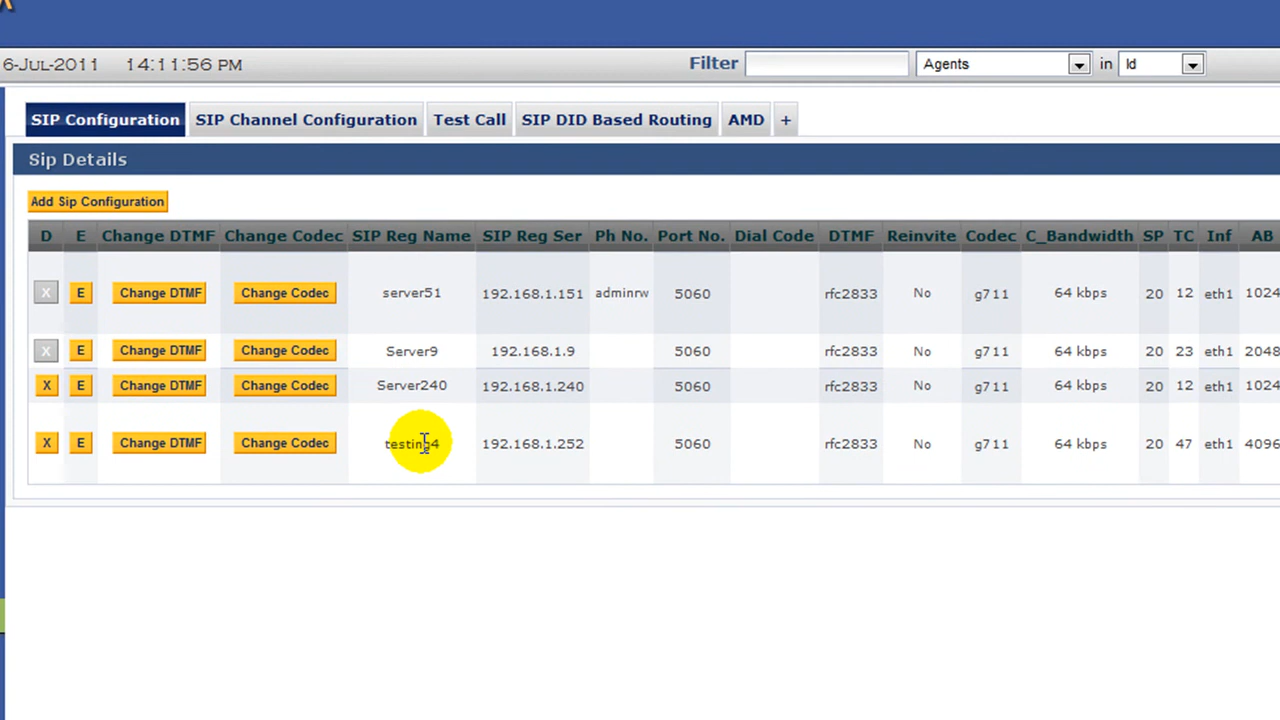 6-JUL-2011 14:11:56 PM Filter Agents in Id
SIP Configuration SIP Channel Configuration Test Call SIP DID Based Routing AMD +
Sip Details
Add Sip Configuration
D E Change DTMF Change Codec SIP Reg Name SIP Reg Ser Ph No. Port No. Dial Code DTMF Reinvite Codec C_Bandwidth SP TC Inf AB
X E Change DTMF Change Codec server51 192.168.1.151 adminrw 5060 rfc2833 No g711 64 kbps 20 12 eth1 1024
X E Change DTMF Change Codec Server9 192.168.1.9 5060 rfc2833 No g711 64 kbps 20 23 eth1 2048
X E Change DTMF Change Codec Server240 192.168.1.240 5060 rfc2833 No g711 64 kbps 20 12 eth1 1024
X E Change DTMF Change Codec testing4 192.168.1.252 5060 rfc2833 No g711 64 kbps 20 47 eth1 4096